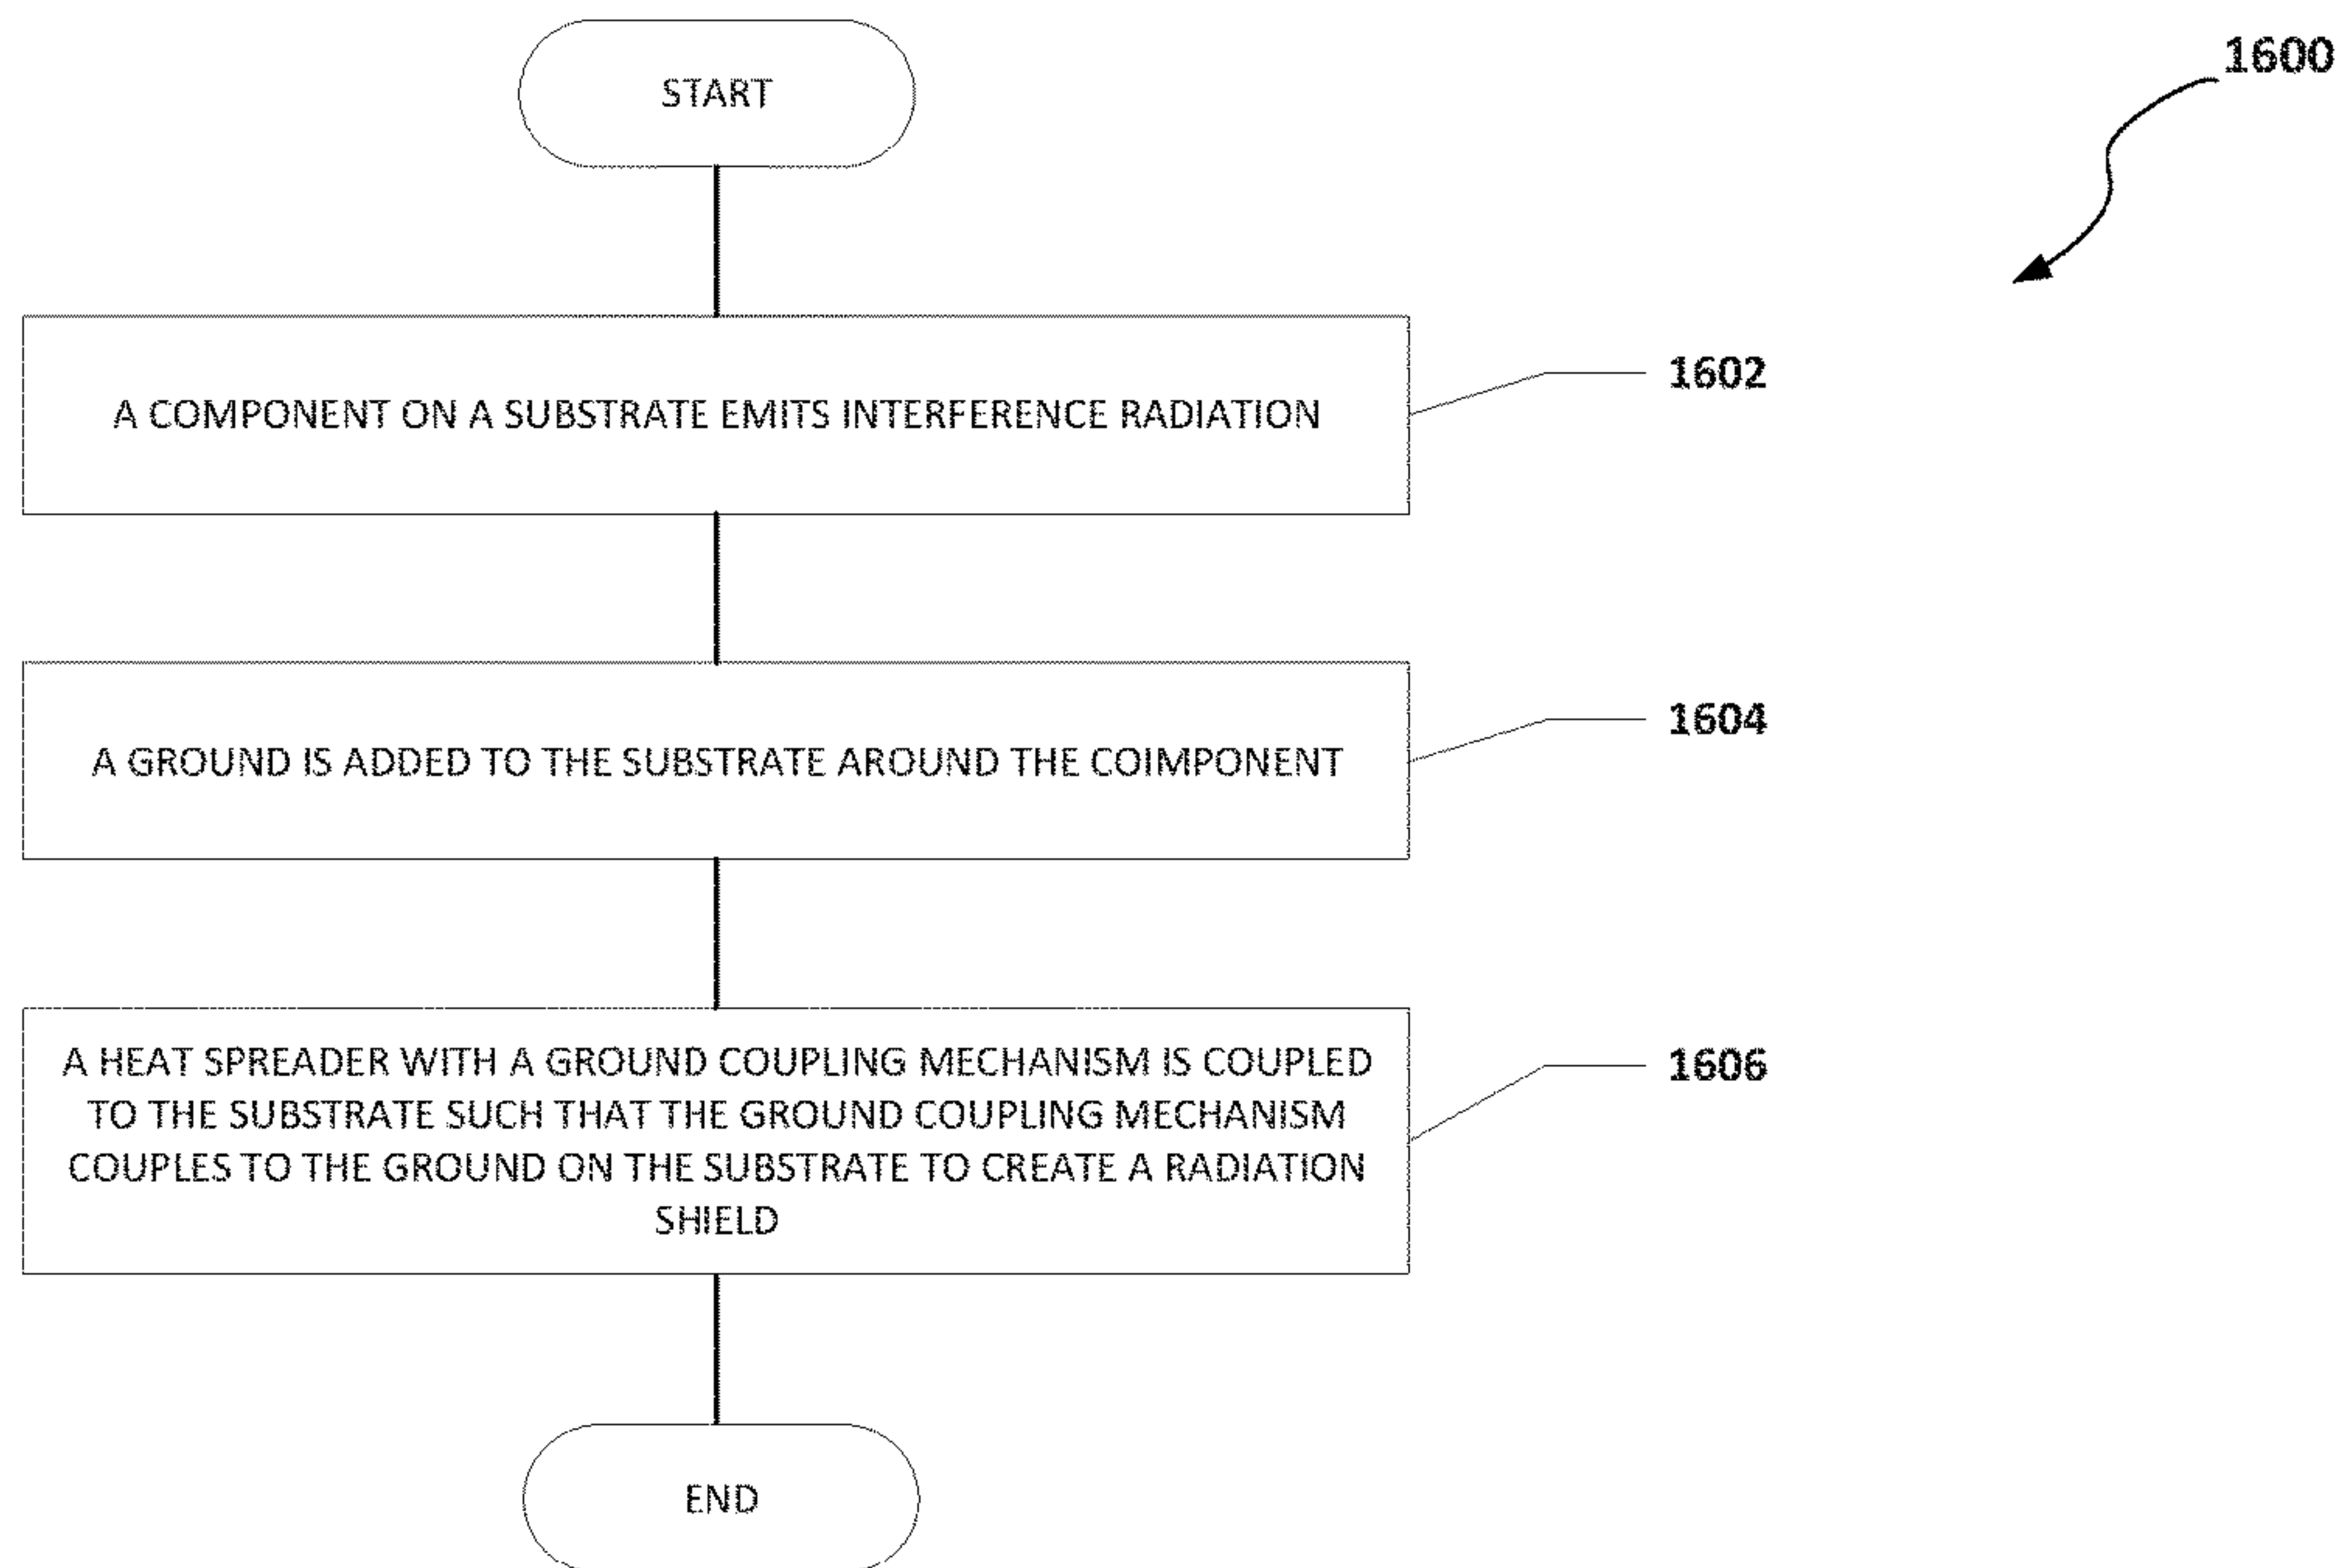 START
1600
A COMPONENT ON A SUBSTRATE EMITS INTERFERENCE RADIATION
1602
A GROUND IS ADDED TO THE SUBSTRATE AROUND THE COIMPONENT
1604
A HEAT SPREADER WITH A GROUND COUPLING MECHANISM IS COUPLED
TO THE SUBSTRATE SUCH THAT THE GROUND COUPLING MECHANISM
COUPLES TO THE GROUND ON THE SUBSTRATE TO CREATE A RADIATION
SHIELD
1606
END